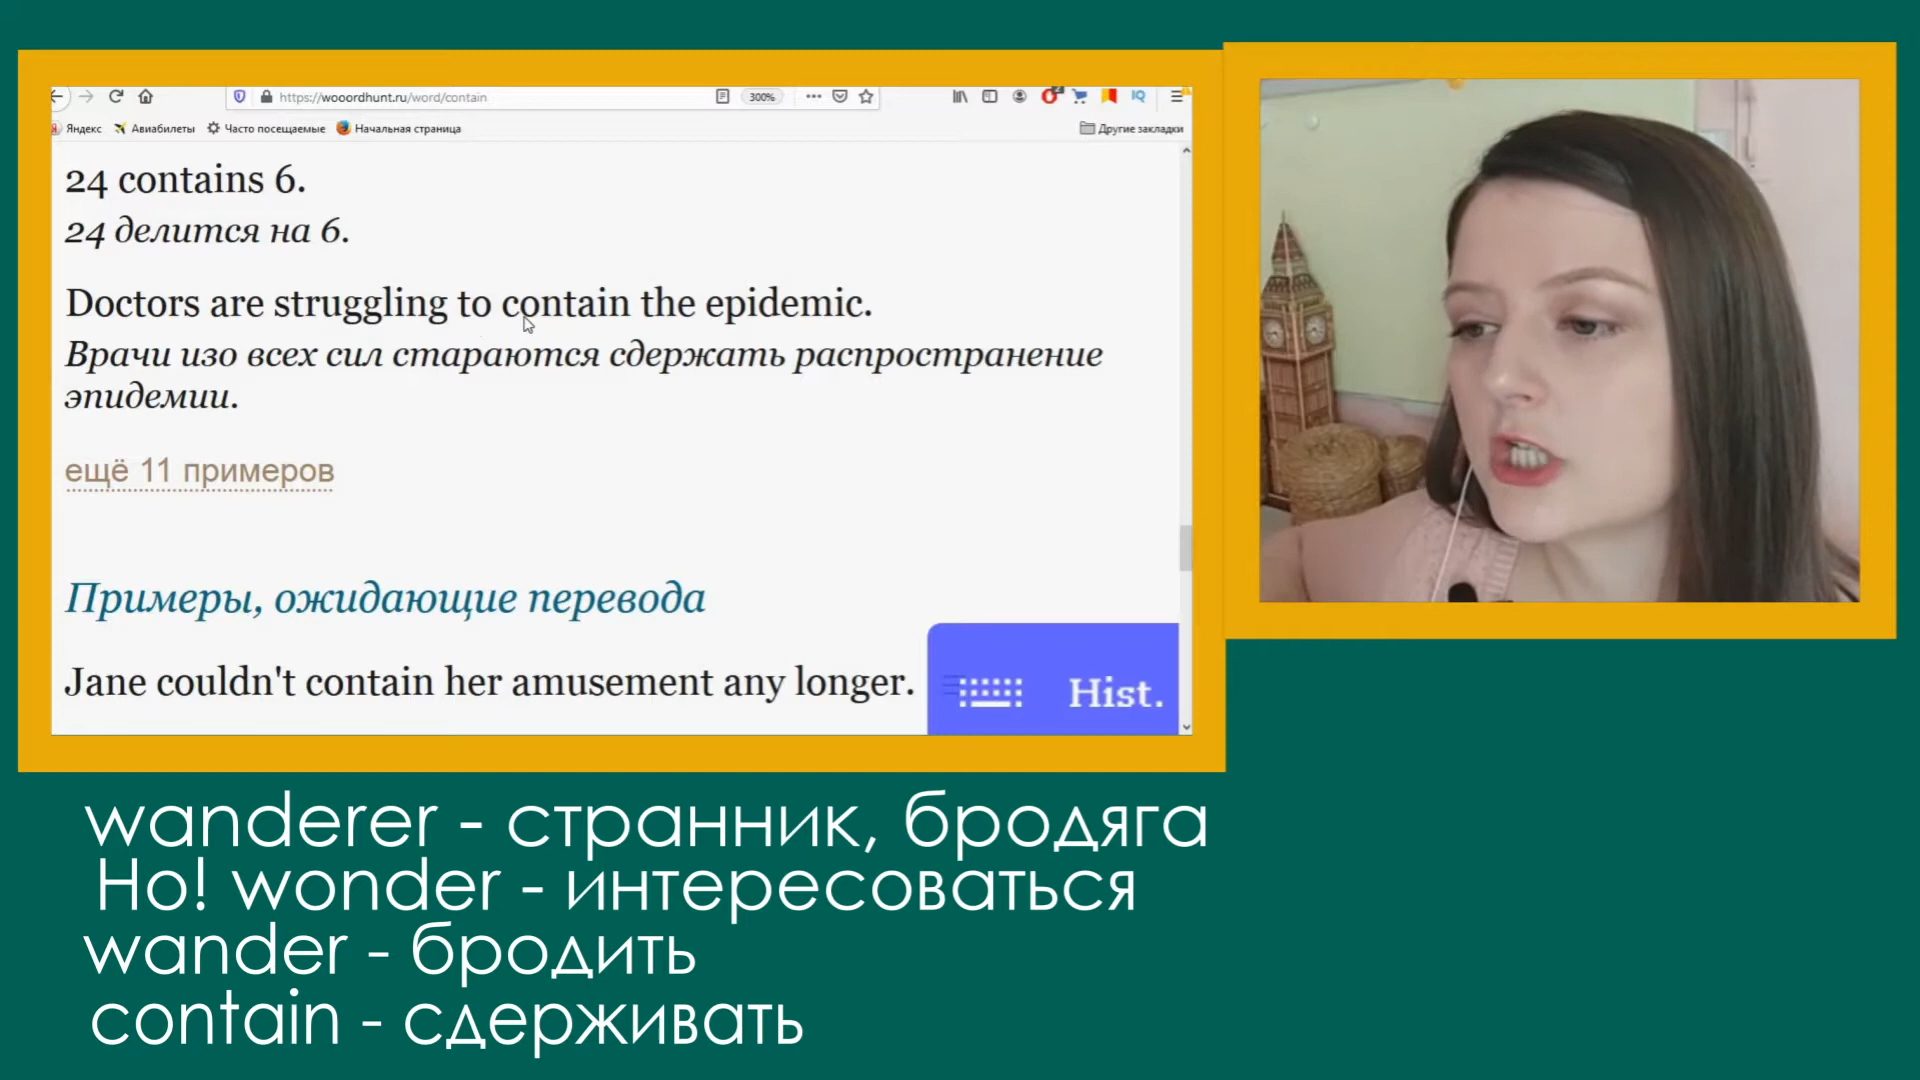 https://wooordhunt.ru/word/contain
300%
Яндекс
Авиабилеты
Часто посещаемые
Начальная страница
Другие закладки
24 contains 6.
24 делится на 6.
Doctors are struggling to contain the epidemic.
Врачи изо всех сил стараются сдержать распространение
эпидемии.
ещё 11 примеров
Примеры, ожидающие перевода
Jane couldn't contain her amusement any longer.
Hist.
wanderer - странник, бродяга
Но! wonder - интересоваться
wander - бродить
contain - сдерживать